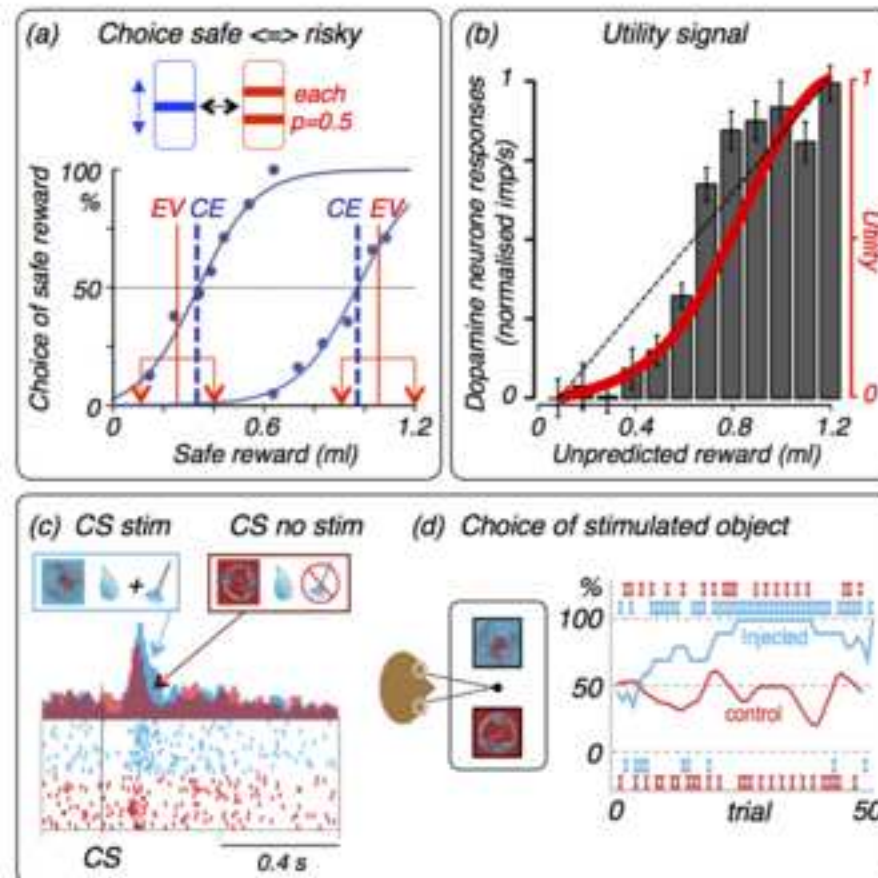 (a) Choice safe <=> risky
each
p=0.5
100
%
EV CE
CE EV
50
0
Choice of safe reward
0 0.6 1.2
Safe reward (ml)
(b) Utility signal
1
0
Dopamine neurone responses
(normalised imp/s)
1
0
Utility
0 0.4 0.8 1.2
Unpredicted reward (ml)
(c) CS stim CS no stim
+
CS
0.4 s
(d) Choice of stimulated object
%
100
50
0
Injected
control
0 trial 50